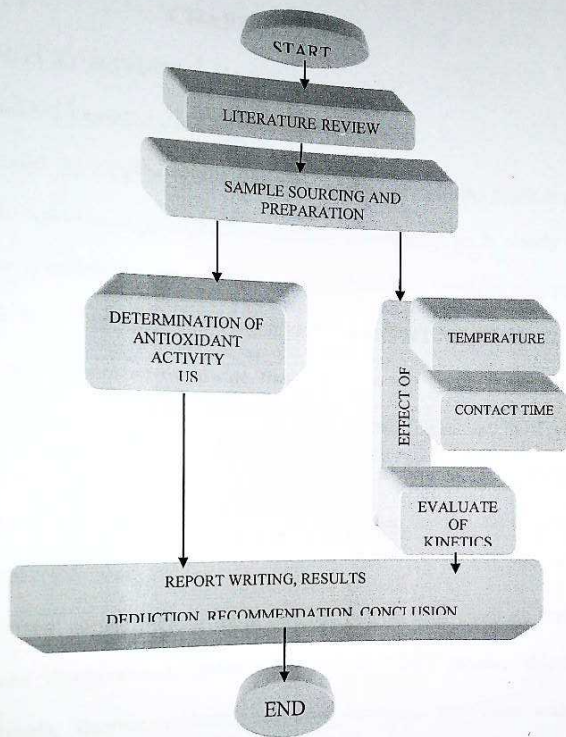 START
LITERATURE REVIEW
SAMPLE SOURCING AND
PREPARATION
DETERMINATION OF
ANTIOXIDANT
ACTIVITY
US
EFFECT OF
TEMPERATURE
CONTACT TIME
EVALUATE
OF
KINETICS
REPORT WRITING, RESULTS
DEDUCTION, RECOMMENDATION, CONCLUSION
END